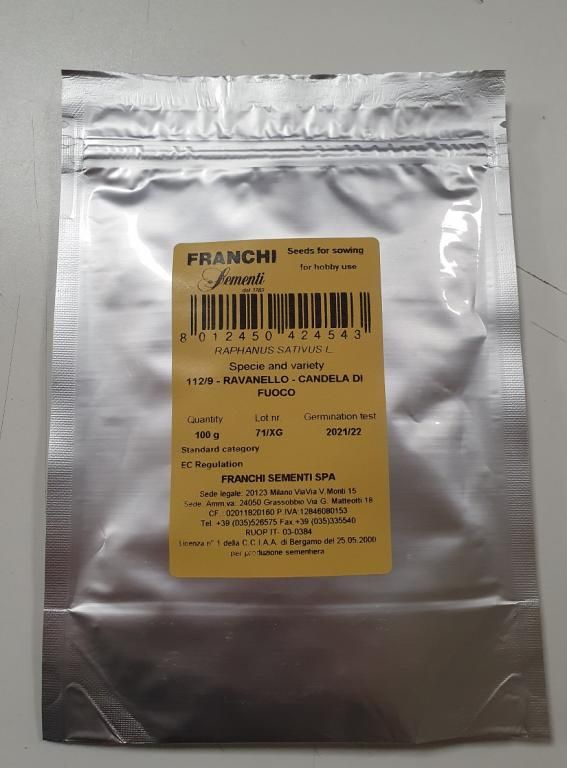 FRANCHI
Seeds for sowing
for hobby use
Sementi
dal 1783
8 012450 424543
RAPHANUS SATIVUS L.
Specie and variety
112/9 - RAVANELLO - CANDELA DI
FUOCO
Quantity Lot nr. Germination test
100 g 71/XG 2021/22
Standard category
EC Regulation
FRANCHI SEMENTI SPA
Sede legale: 20123 Milano ViaVia V. Monti 15
Sede. Amm.va: 24050 Grassobbio Via G. Matteotti 18
CF.: 02011820160 P.IVA:12846080153
Tel. +39 (035)526575 Fax.+39 (035)335540
RUOP IT- 03-0384
Licenza n° 1 della C.C.I.A.A. di Bergamo del 25.05.2000
per produzione sementiera